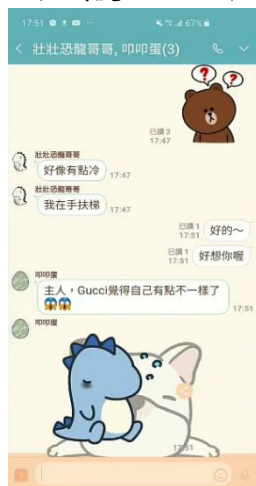 17:51
67%
壯壯恐龍哥哥, 叩叩蛋(3)
? ?
已讀 2
17:47
壯壯恐龍哥哥
好像有點冷
17:47
壯壯恐龍哥哥
我在手扶梯
17:47
已讀 1
17:51
好的～
已讀 1
17:51
好想你喔
叩叩蛋
主人，Gucci覺得自己有點不一樣了
17:51
叩叩蛋
17:51